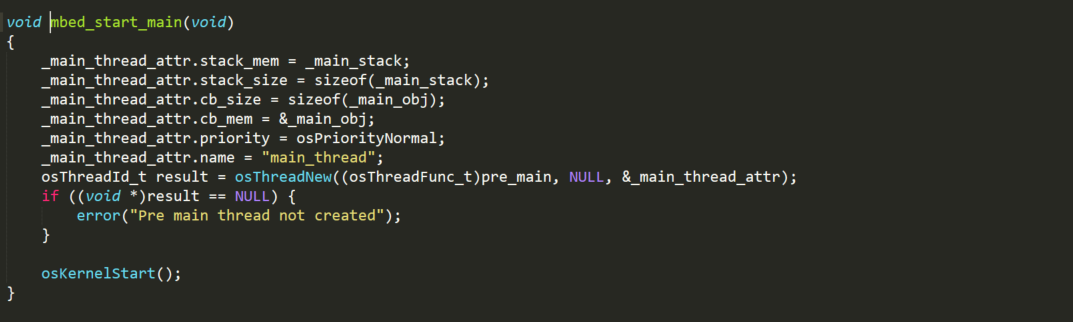 void mbed_start_main(void)
{
    _main_thread_attr.stack_mem = _main_stack;
    _main_thread_attr.stack_size = sizeof(_main_stack);
    _main_thread_attr.cb_size = sizeof(_main_obj);
    _main_thread_attr.cb_mem = &_main_obj;
    _main_thread_attr.priority = osPriorityNormal;
    _main_thread_attr.name = "main_thread";
    osThreadId_t result = osThreadNew((osThreadFunc_t)pre_main, NULL, &_main_thread_attr);
    if ((void *)result == NULL) {
        error("Pre main thread not created");
    }

    osKernelStart();
}